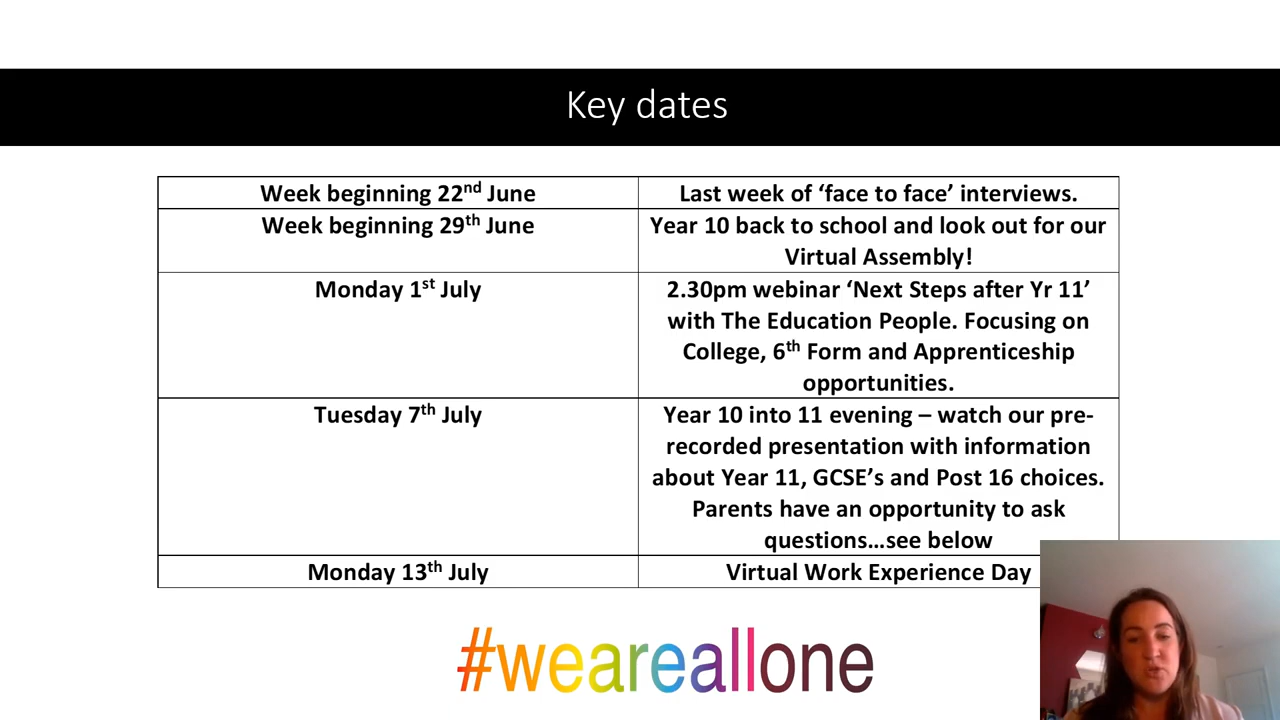 Key dates
Week beginning 22nd June
Last week of ‘face to face’ interviews.
Week beginning 29th June
Year 10 back to school and look out for our
Virtual Assembly!
Monday 1st July
2.30pm webinar ‘Next Steps after Yr 11’
with The Education People. Focusing on
College, 6th Form and Apprenticeship
opportunities.
Tuesday 7th July
Year 10 into 11 evening – watch our pre-
recorded presentation with information
about Year 11, GCSE’s and Post 16 choices.
Parents have an opportunity to ask
questions…see below
Monday 13th July
Virtual Work Experience Day
#weareallone